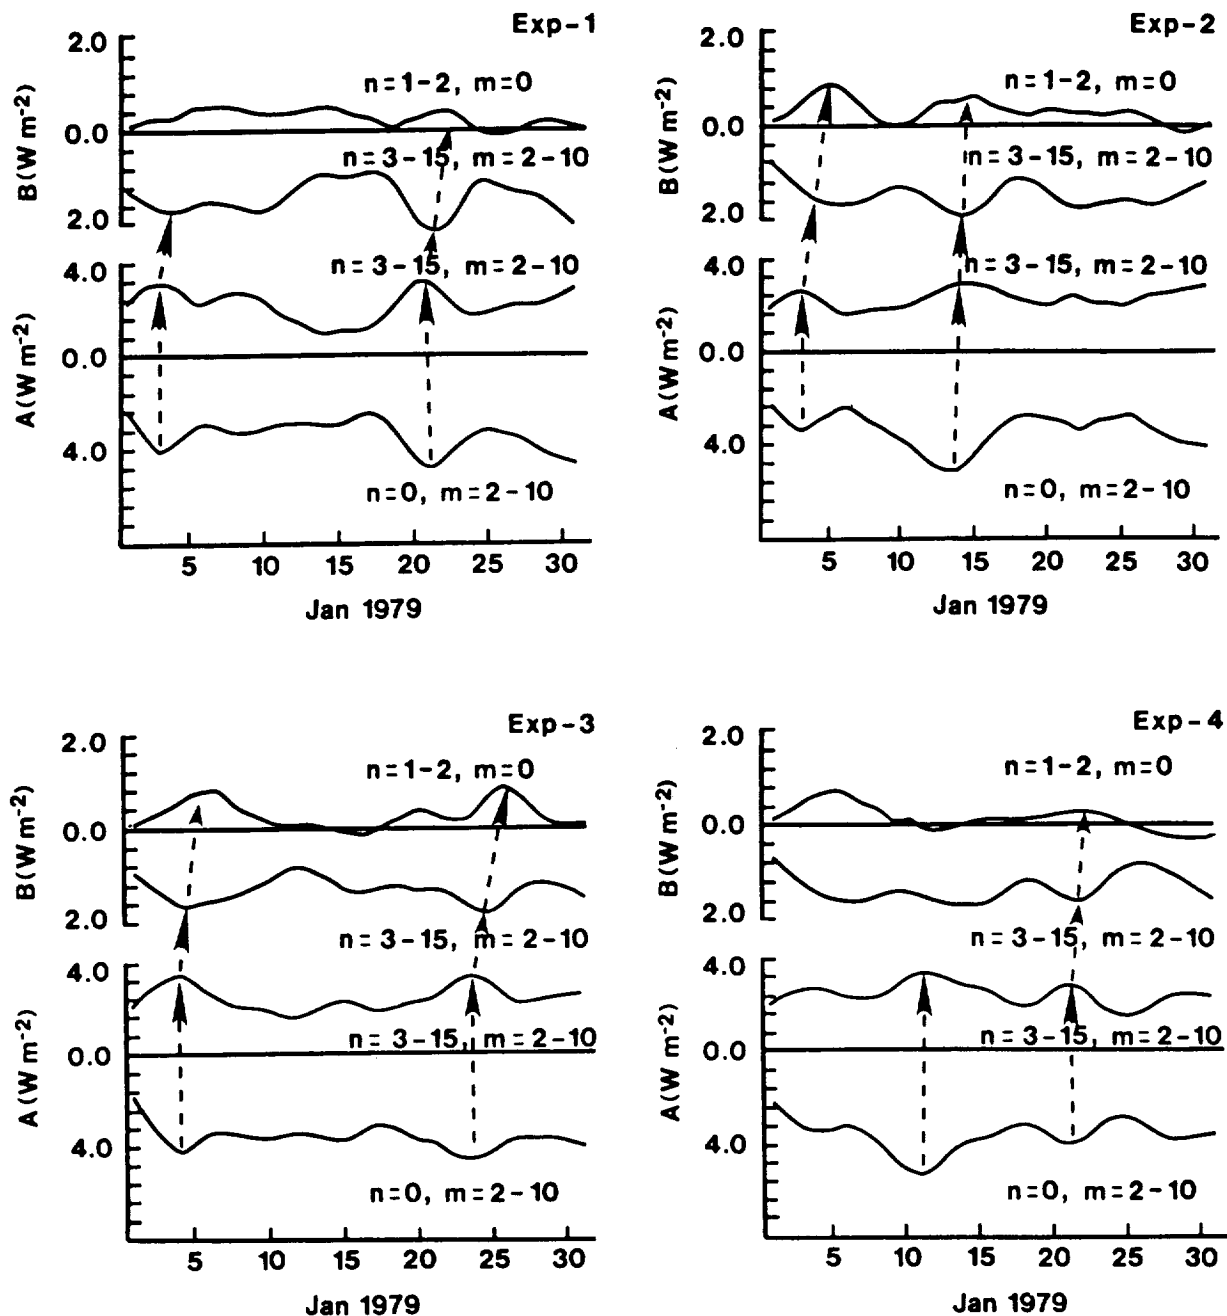 Exp-1
2.0
n=1-2, m=0
B(W m⁻²)
0.0
n=3-15, m=2-10
2.0
n=3-15, m=2-10
4.0
A(W m⁻²)
0.0
4.0
n=0, m=2-10
5 10 15 20 25 30
Jan 1979
Exp-2
2.0
n=1-2, m=0
B(W m⁻²)
0.0
n=3-15, m=2-10
2.0
n=3-15, m=2-10
4.0
A(W m⁻²)
0.0
4.0
n=0, m=2-10
5 10 15 20 25 30
Jan 1979
Exp-3
2.0
n=1-2, m=0
B(W m⁻²)
0.0
2.0
n=3-15, m=2-10
4.0
A(W m⁻²)
n=3-15, m=2-10
0.0
4.0
n=0, m=2-10
5 10 15 20 25 30
Jan 1979
Exp-4
2.0
n=1-2, m=0
B(W m⁻²)
0.0
2.0
n=3-15, m=2-10
4.0
A(W m⁻²)
n=3-15, m=2-10
0.0
4.0
n=0, m=2-10
5 10 15 20 25 30
Jan 1979